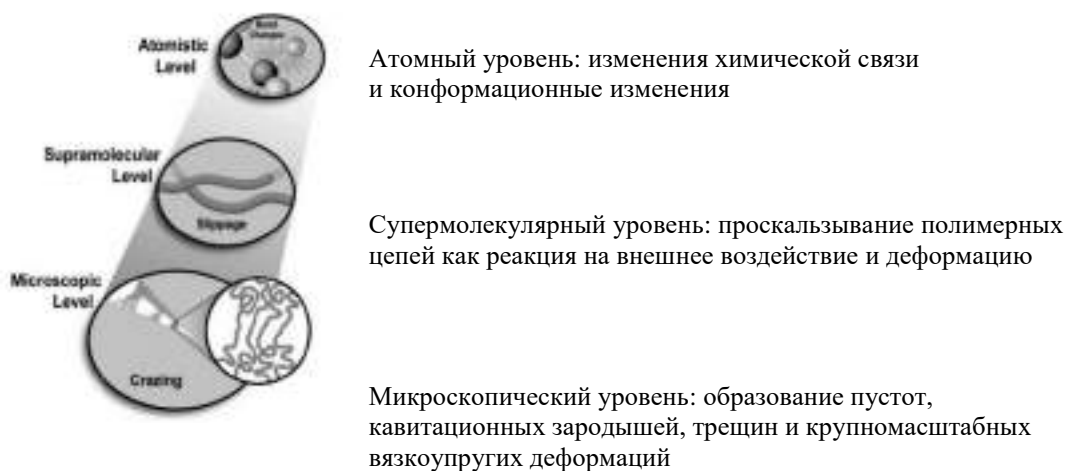 Bond
Changes
Atomistic
Level
Атомный уровень: изменения химической связи
и конформационные изменения
Supramolecular
Level
Slippage
Супермолекулярный уровень: проскальзывание полимерных
цепей как реакция на внешнее воздействие и деформацию
Microscopic
Level
Crazing
Микроскопический уровень: образование пустот,
кавитационных зародышей, трещин и крупномасштабных
вязкоупругих деформаций